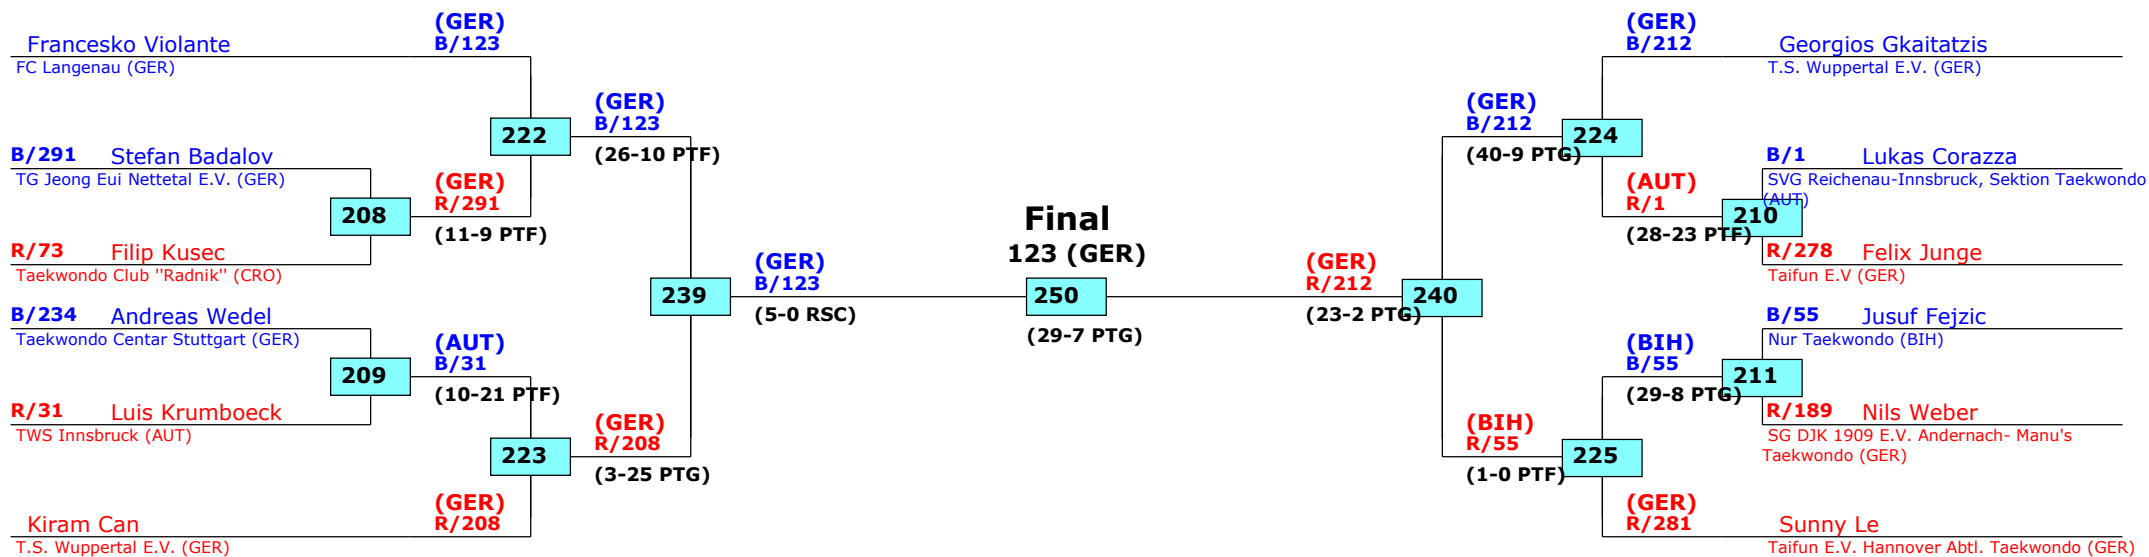 (GER)
B/123
Francesko Violante
FC Langenau (GER)
(GER)
B/123
222
(26-10 PTF)
B/291 Stefan Badalov
TG Jeong Eui Nettetal E.V. (GER)
(GER)
R/291
208
(11-9 PTF)
R/73 Filip Kusec
Taekwondo Club "Radnik" (CRO)
(GER)
B/123
239
(5-0 RSC)
B/234 Andreas Wedel
Taekwondo Centar Stuttgart (GER)
(AUT)
B/31
209
(10-21 PTF)
R/31 Luis Krumboeck
TWS Innsbruck (AUT)
(GER)
R/208
223
(3-25 PTG)
(GER)
R/208
Kiram Can
T.S. Wuppertal E.V. (GER)
Final
123 (GER)
250
(29-7 PTG)
(GER)
B/212
Georgios Gkaitatzis
T.S. Wuppertal E.V. (GER)
(GER)
B/212
224
(40-9 PTG)
B/1 Lukas Corazza
SVG Reichenau-Innsbruck, Sektion Taekwondo
(AUT)
(AUT)
R/1
210
(28-23 PTF)
R/278 Felix Junge
Taifun E.V (GER)
(GER)
R/212
240
(23-2 PTG)
B/55 Jusuf Fejzic
Nur Taekwondo (BIH)
(BIH)
B/55
211
(29-8 PTG)
R/189 Nils Weber
SG DJK 1909 E.V. Andernach- Manu's
Taekwondo (GER)
(BIH)
R/55
225
(1-0 PTF)
(GER)
R/281
Sunny Le
Taifun E.V. Hannover Abtl. Taekwondo (GER)